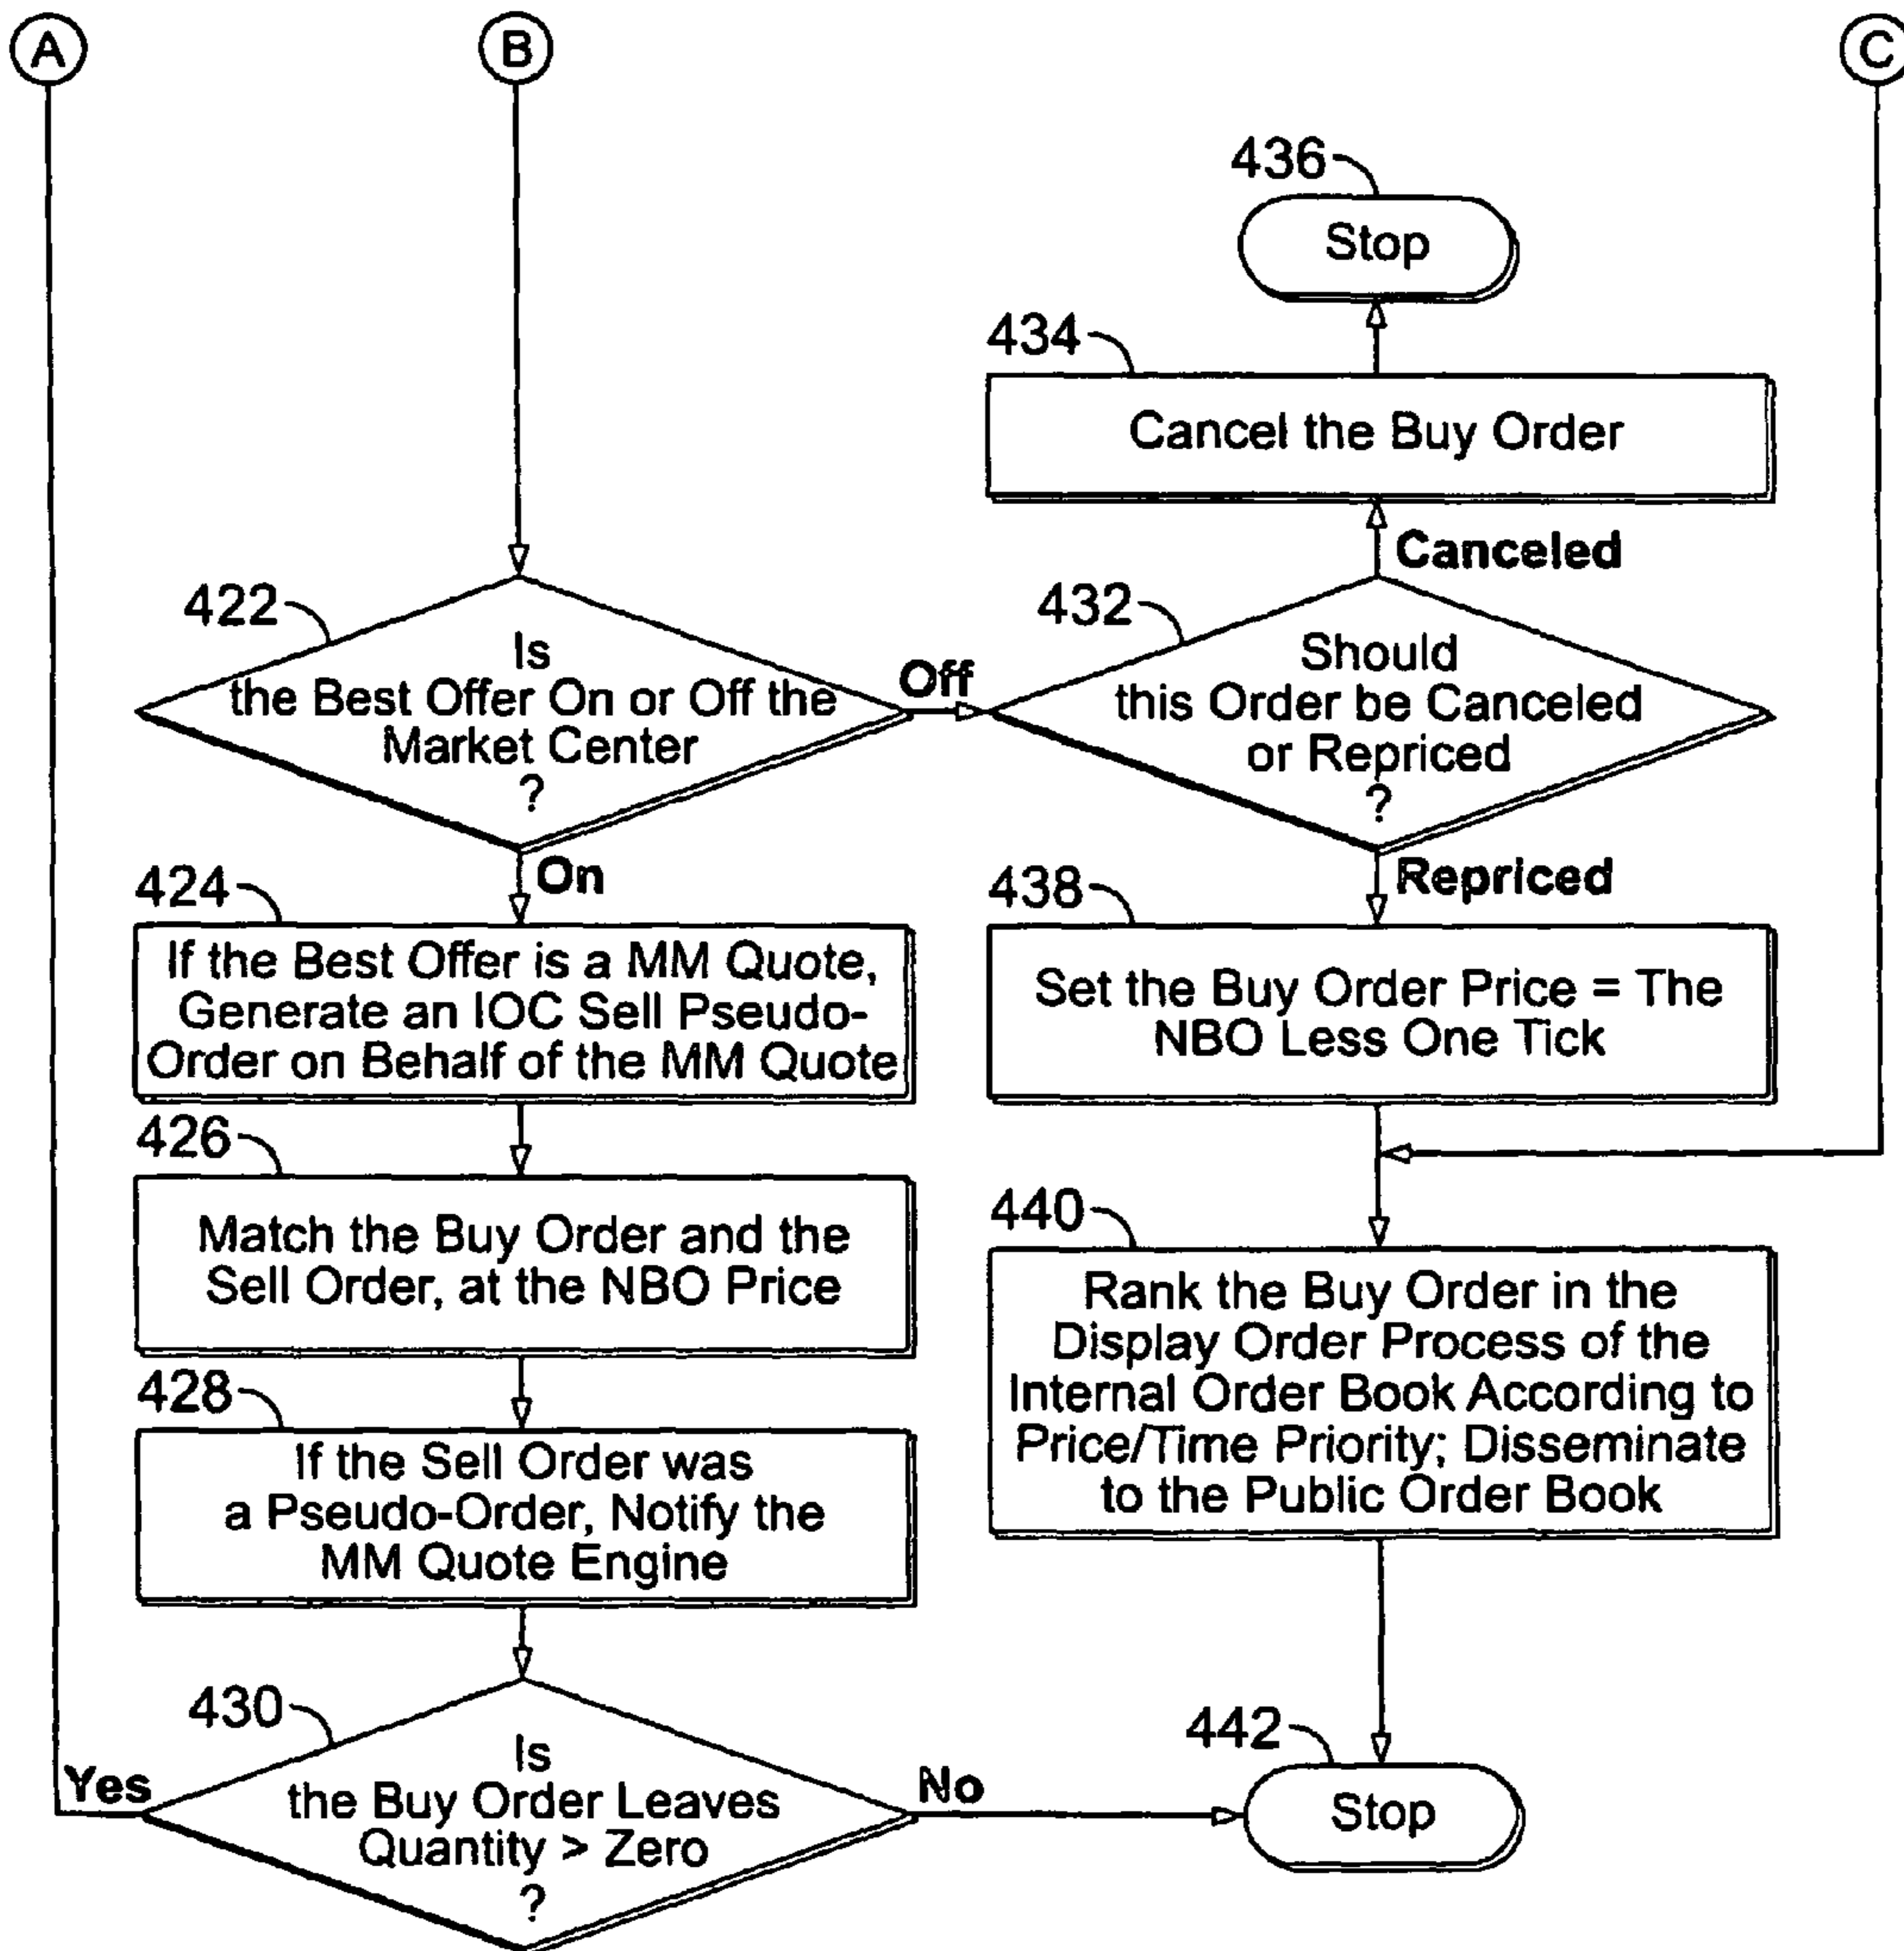 A
B
C
436
Stop
434
Cancel the Buy Order
Canceled
422
Is
the Best Offer On or Off the
Market Center
?
Off
432
Should
this Order be Canceled
or Repriced
?
On
Repriced
424
If the Best Offer is a MM Quote,
Generate an IOC Sell Pseudo-
Order on Behalf of the MM Quote
438
Set the Buy Order Price = The
NBO Less One Tick
426
Match the Buy Order and the
Sell Order, at the NBO Price
440
Rank the Buy Order in the
Display Order Process of the
Internal Order Book According to
Price/Time Priority; Disseminate
to the Public Order Book
428
If the Sell Order was
a Pseudo-Order, Notify the
MM Quote Engine
430
Is
the Buy Order Leaves
Quantity > Zero
?
Yes
No
442
Stop